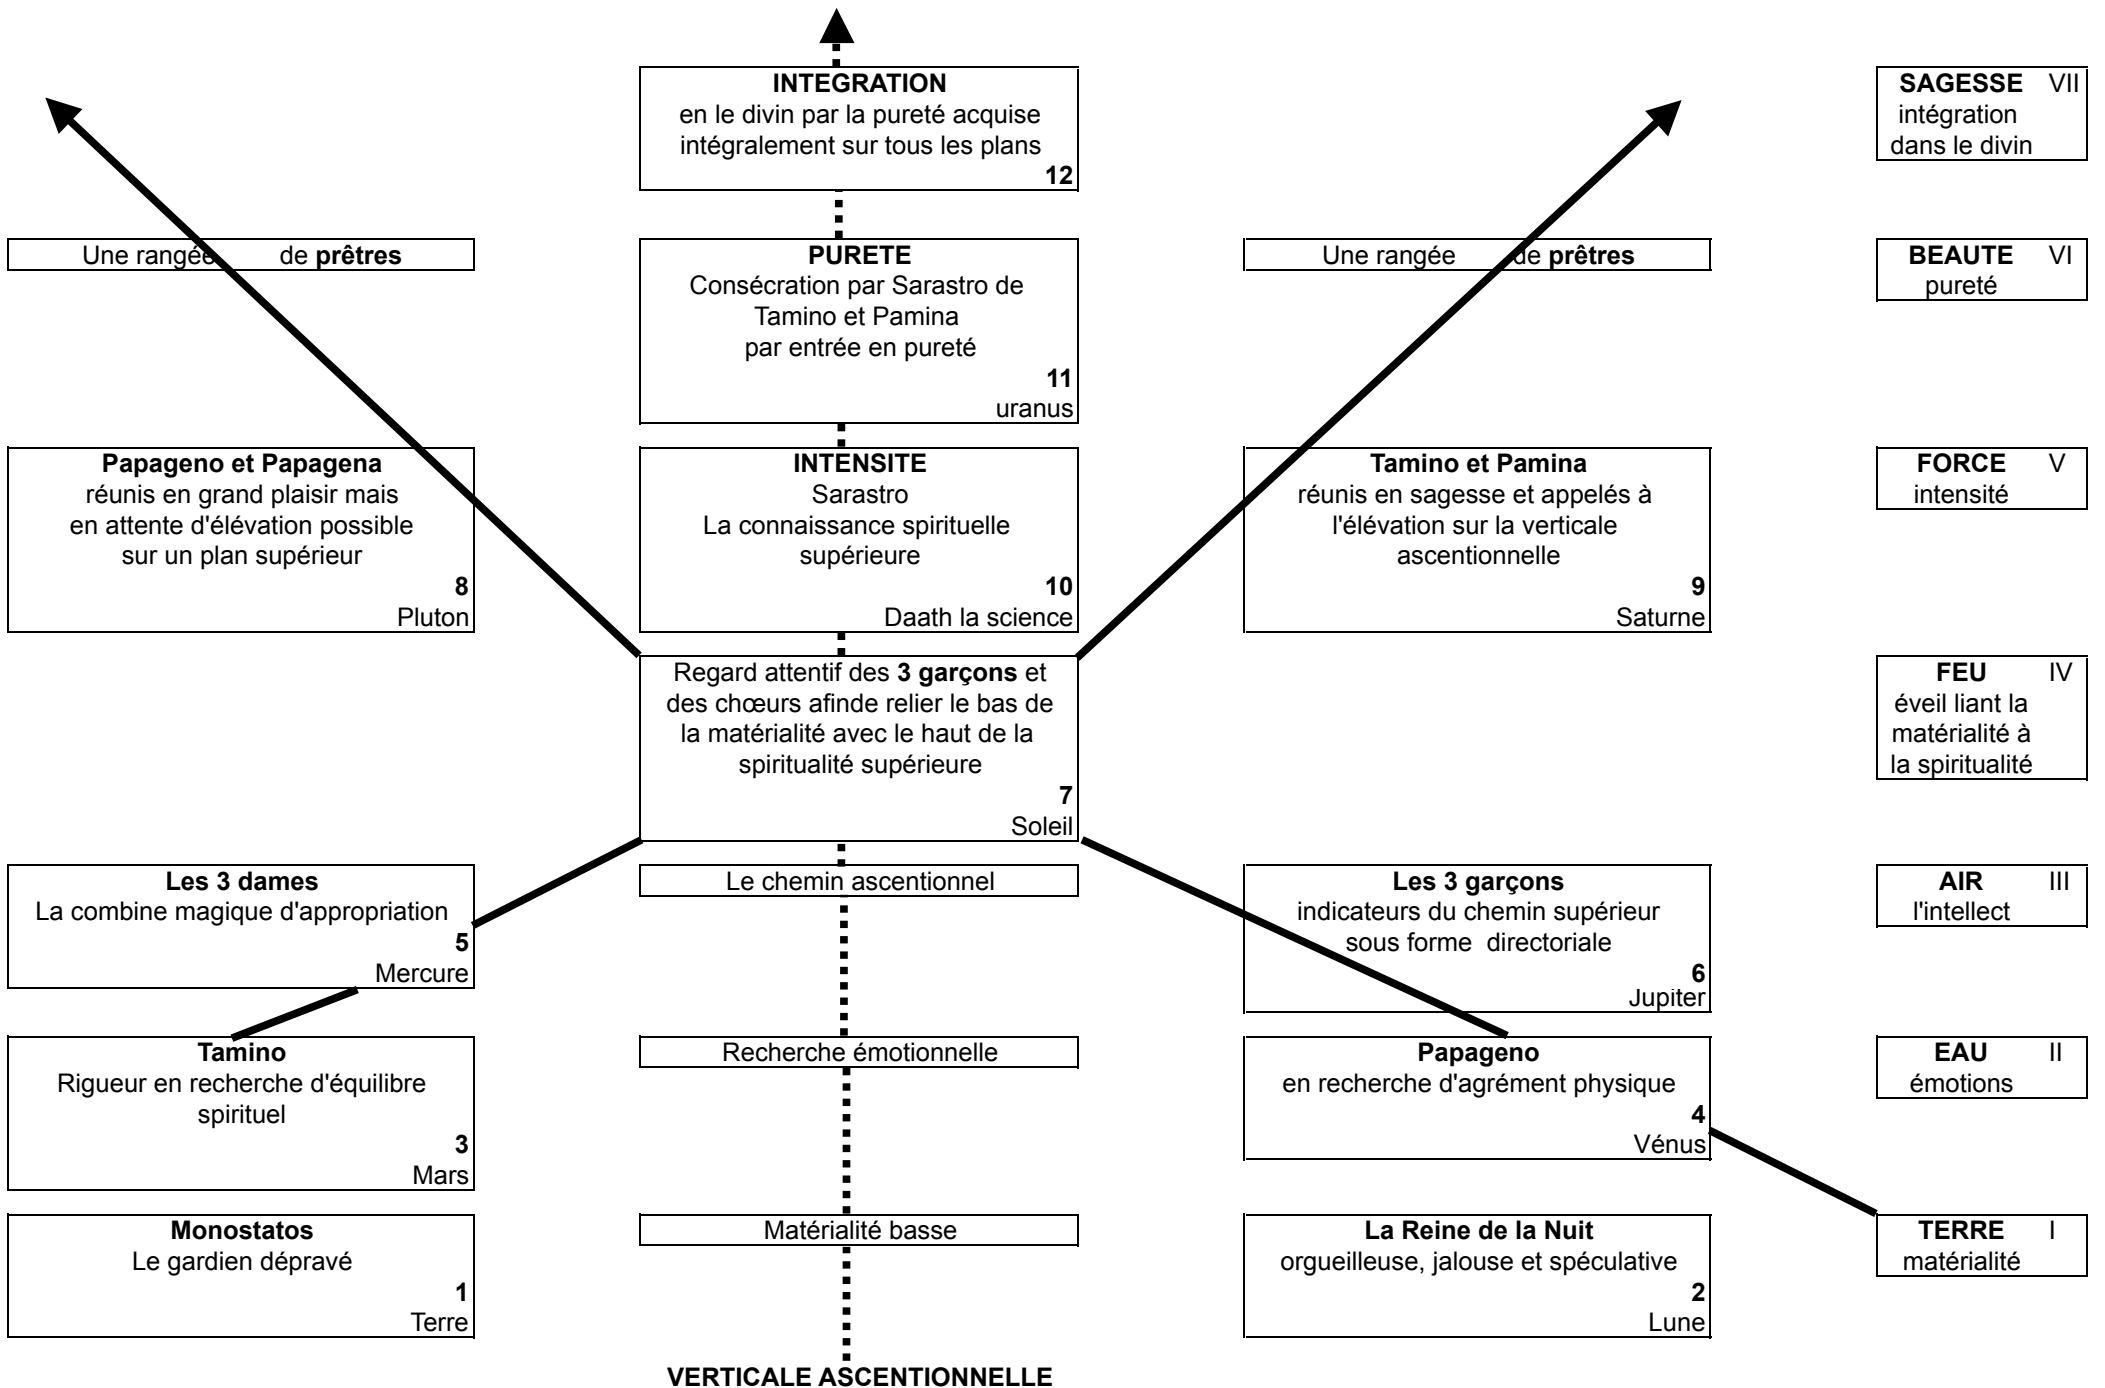 INTEGRATION
en le divin par la pureté acquise
intégralement sur tous les plans
12
SAGESSE VII
intégration
dans le divin
Une rangée de prêtres
PURETE
Consécration par Sarastro de
Tamino et Pamina
par entrée en pureté
11
uranus
Une rangée de prêtres
BEAUTE VI
pureté
Papageno et Papagena
réunis en grand plaisir mais
en attente d'élévation possible
sur un plan supérieur
8
Pluton
INTENSITE
Sarastro
La connaissance spirituelle
supérieure
10
Daath la science
Tamino et Pamina
réunis en sagesse et appelés à
l'élévation sur la verticale
ascentionnelle
9
Saturne
FORCE V
intensité
Regard attentif des 3 garçons et
des chœurs afinde relier le bas de
la matérialité avec le haut de la
spiritualité supérieure
7
Soleil
FEU IV
éveil liant la
matérialité à
la spiritualité
Les 3 dames
La combine magique d'appropriation
5
Mercure
Le chemin ascentionnel
Les 3 garçons
indicateurs du chemin supérieur
sous forme directoriale
6
Jupiter
AIR III
l'intellect
Tamino
Rigueur en recherche d'équilibre
spirituel
3
Mars
Recherche émotionnelle
Papageno
en recherche d'agrément physique
4
Vénus
EAU II
émotions
Monostatos
Le gardien dépravé
1
Terre
Matérialité basse
La Reine de la Nuit
orgueilleuse, jalouse et spéculative
2
Lune
TERRE I
matérialité
VERTICALE ASCENTIONNELLE